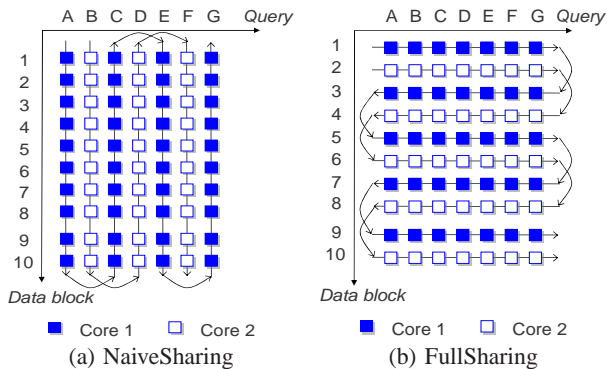 A B C D E F G Query
1
2
3
4
5
6
7
8
9
10
Data block
Core 1 Core 2
(a) NaiveSharing
A B C D E F G Query
1
2
3
4
5
6
7
8
9
10
Data block
Core 1 Core 2
(b) FullSharing